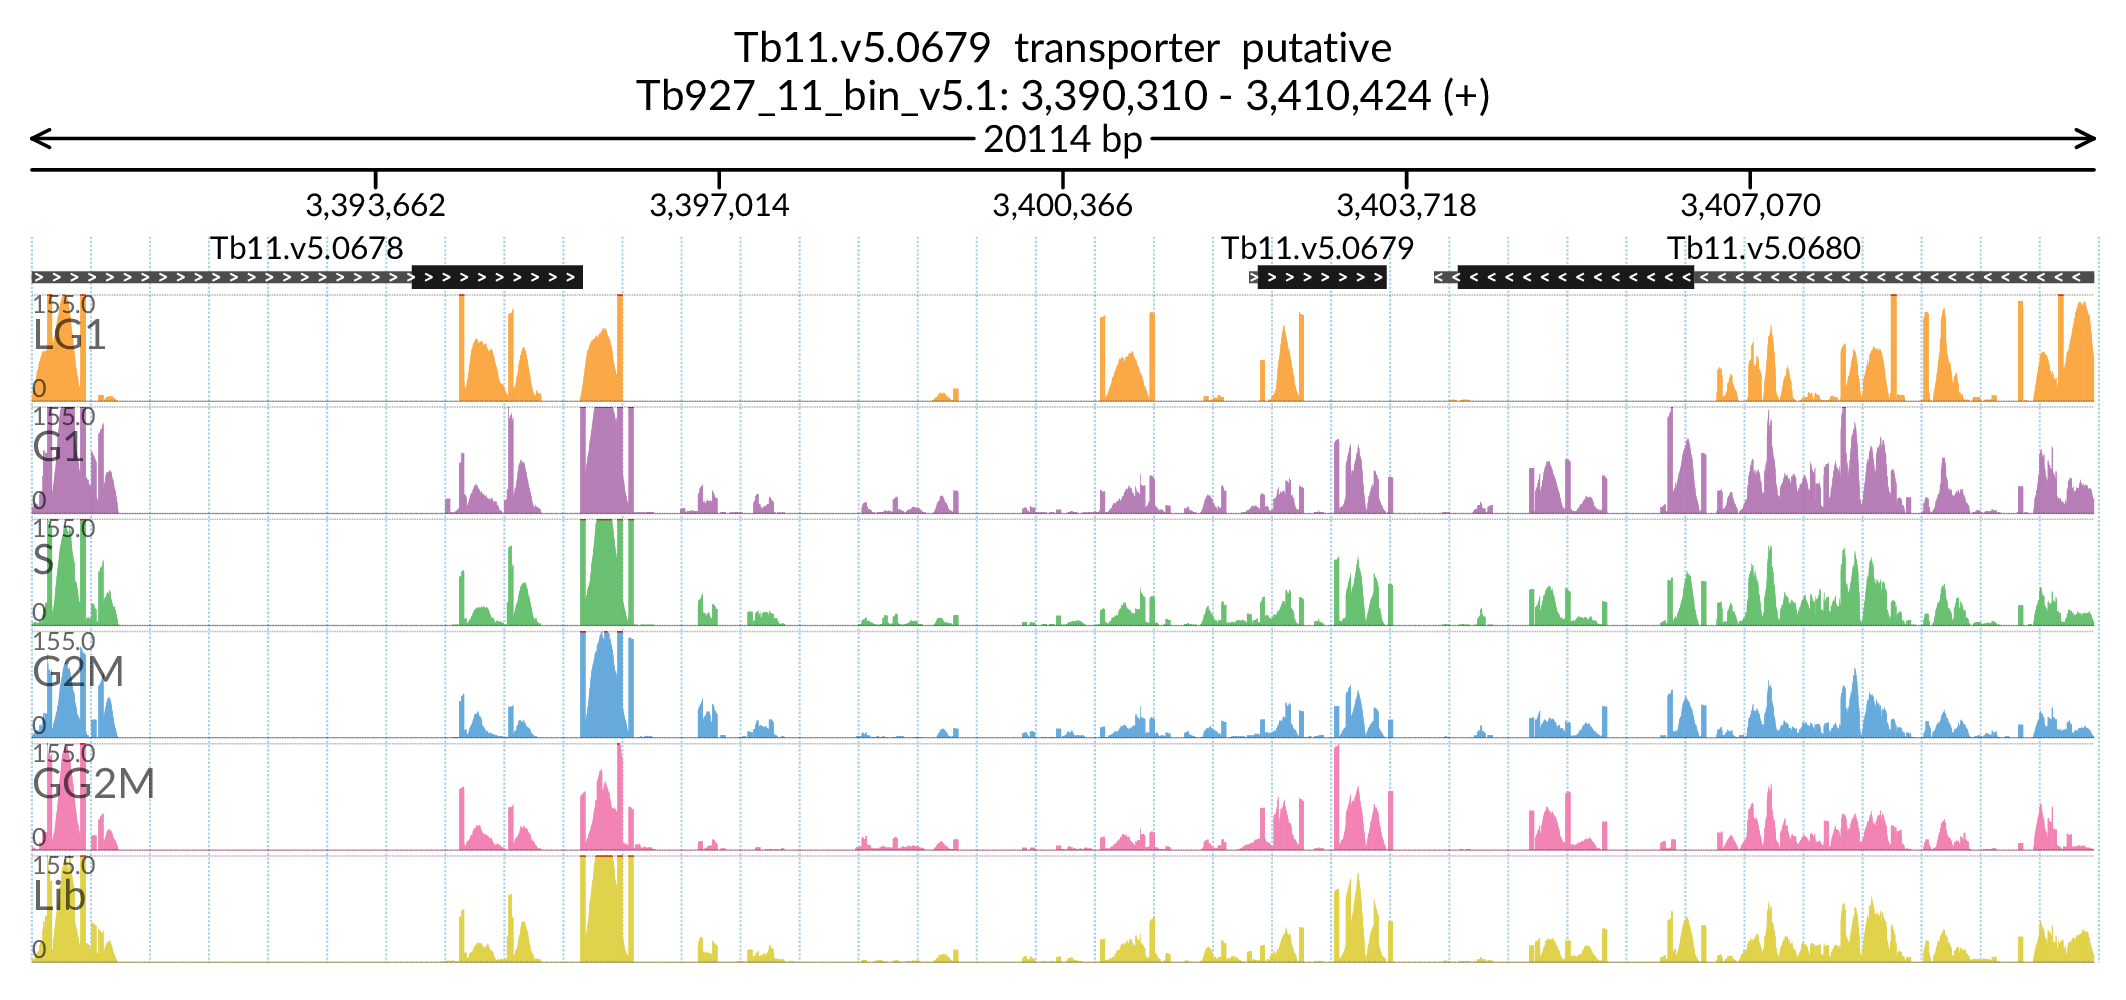 Tb11.v5.0679 transporter putative
Tb927_11_bin_v5.1: 3,390,310 - 3,410,424 (+)
20114 bp
3,393,662 3,397,014 3,400,366 3,403,718 3,407,070
Tb11.v5.0678 Tb11.v5.0679 Tb11.v5.0680
155.0
LG1
0
155.0
G1
0
155.0
S
0
155.0
G2M
0
155.0
GG2M
0
155.0
Lib
0